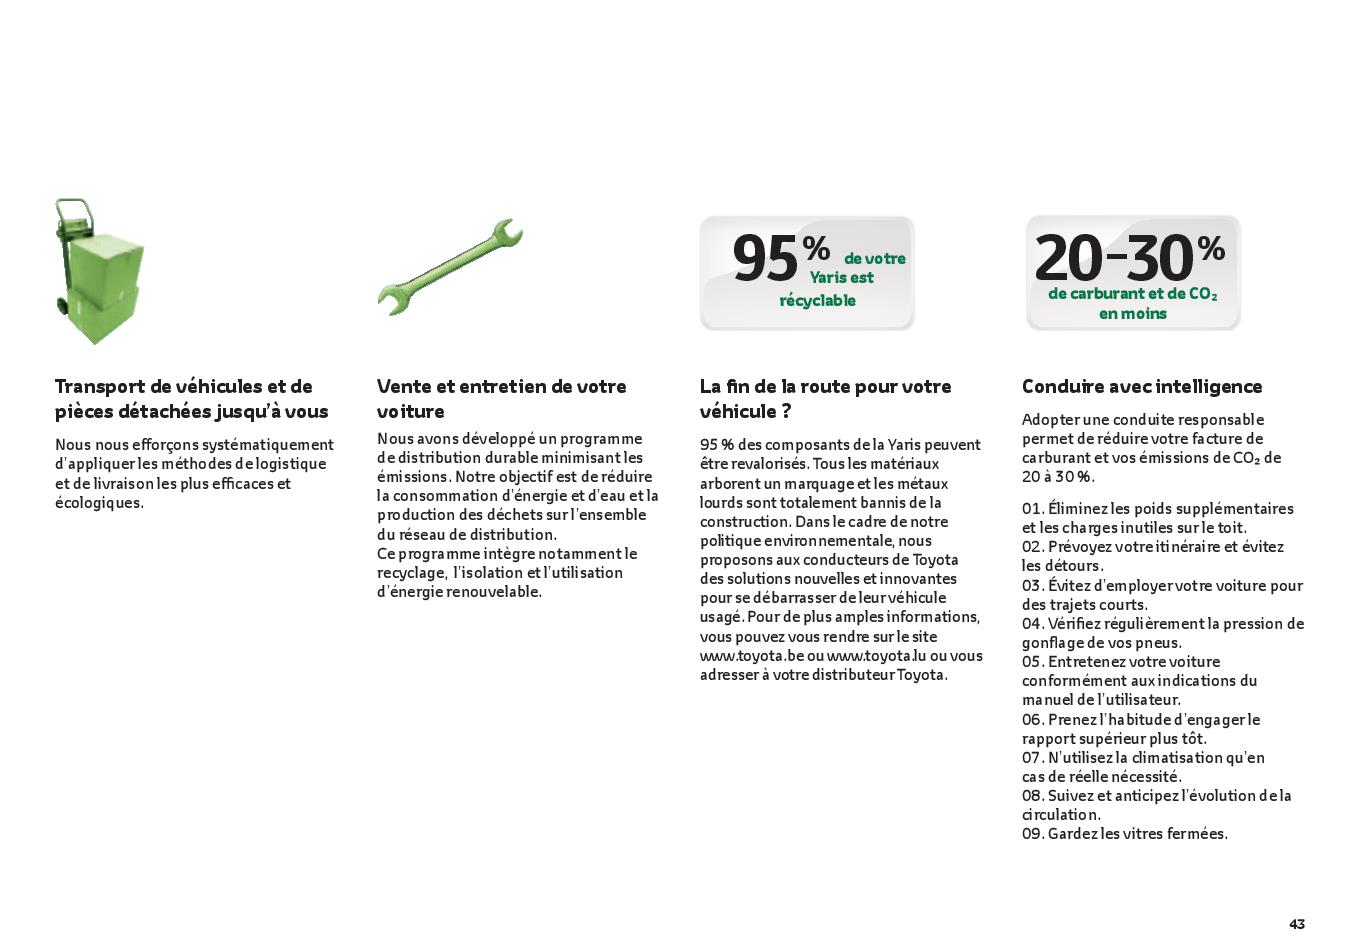 95 % de votre
Yaris est
récyclable
20-30 %
de carburant et de CO₂
en moins
Transport de véhicules et de
pièces détachées jusqu’à vous
Nous nous efforçons systématiquement
d’appliquer les méthodes de logistique
et de livraison les plus efficaces et
écologiques.
Vente et entretien de votre
voiture
Nous avons développé un programme
de distribution durable minimisant les
émissions. Notre objectif est de réduire
la consommation d’énergie et d’eau et la
production des déchets sur l’ensemble
du réseau de distribution.
Ce programme intègre notamment le
recyclage, l’isolation et l’utilisation
d’énergie renouvelable.
La fin de la route pour votre
véhicule ?
95 % des composants de la Yaris peuvent
être revalorisés. Tous les matériaux
arborent un marquage et les métaux
lourds sont totalement bannis de la
construction. Dans le cadre de notre
politique environnementale, nous
proposons aux conducteurs de Toyota
des solutions nouvelles et innovantes
pour se débarrasser de leur véhicule
usagé. Pour de plus amples informations,
vous pouvez vous rendre sur le site
www.toyota.be ou www.toyota.lu ou vous
adresser à votre distributeur Toyota.
Conduire avec intelligence
Adopter une conduite responsable
permet de réduire votre facture de
carburant et vos émissions de CO₂ de
20 à 30 %.
01. Éliminez les poids supplémentaires
et les charges inutiles sur le toit.
02. Prévoyez votre itinéraire et évitez
les détours.
03. Évitez d’employer votre voiture pour
des trajets courts.
04. Vérifiez régulièrement la pression de
gonflage de vos pneus.
05. Entretenez votre voiture
conformément aux indications du
manuel de l’utilisateur.
06. Prenez l’habitude d’engager le
rapport supérieur plus tôt.
07. N’utilisez la climatisation qu’en
cas de réelle nécessité.
08. Suivez et anticipez l’évolution de la
circulation.
09. Gardez les vitres fermées.
43